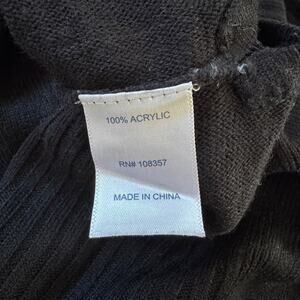 100% ACRYLIC
RN# 108357
MADE IN CHINA